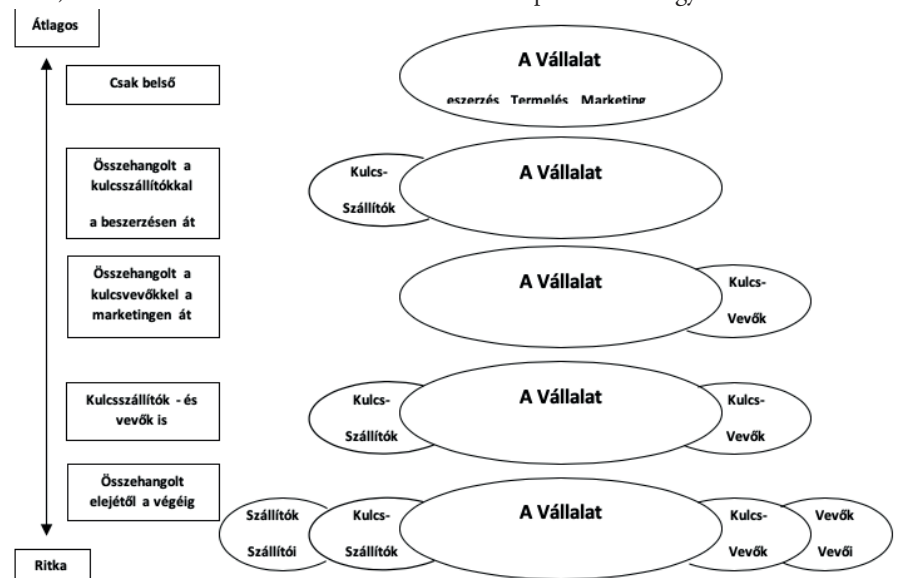 Átlagos
Csak belső
A Vállalat
Termelés Marketing
Összehangolt a
kulcsszállítókkal
a beszerzésen át
Kulcs-
Szállítók
A Vállalat
Összehangolt a
kulcsvevőkkel a
marketingen át
A Vállalat
Kulcs-
Vevők
Kulcsszállítók - és
vevők is
Kulcs-
Szállítók
A Vállalat
Kulcs-
Vevők
Összehangolt
elejétől a végéig
Szállítók
Szállítói
Kulcs-
Szállítók
A Vállalat
Kulcs-
Vevők
Vevők
Vevői
Ritka